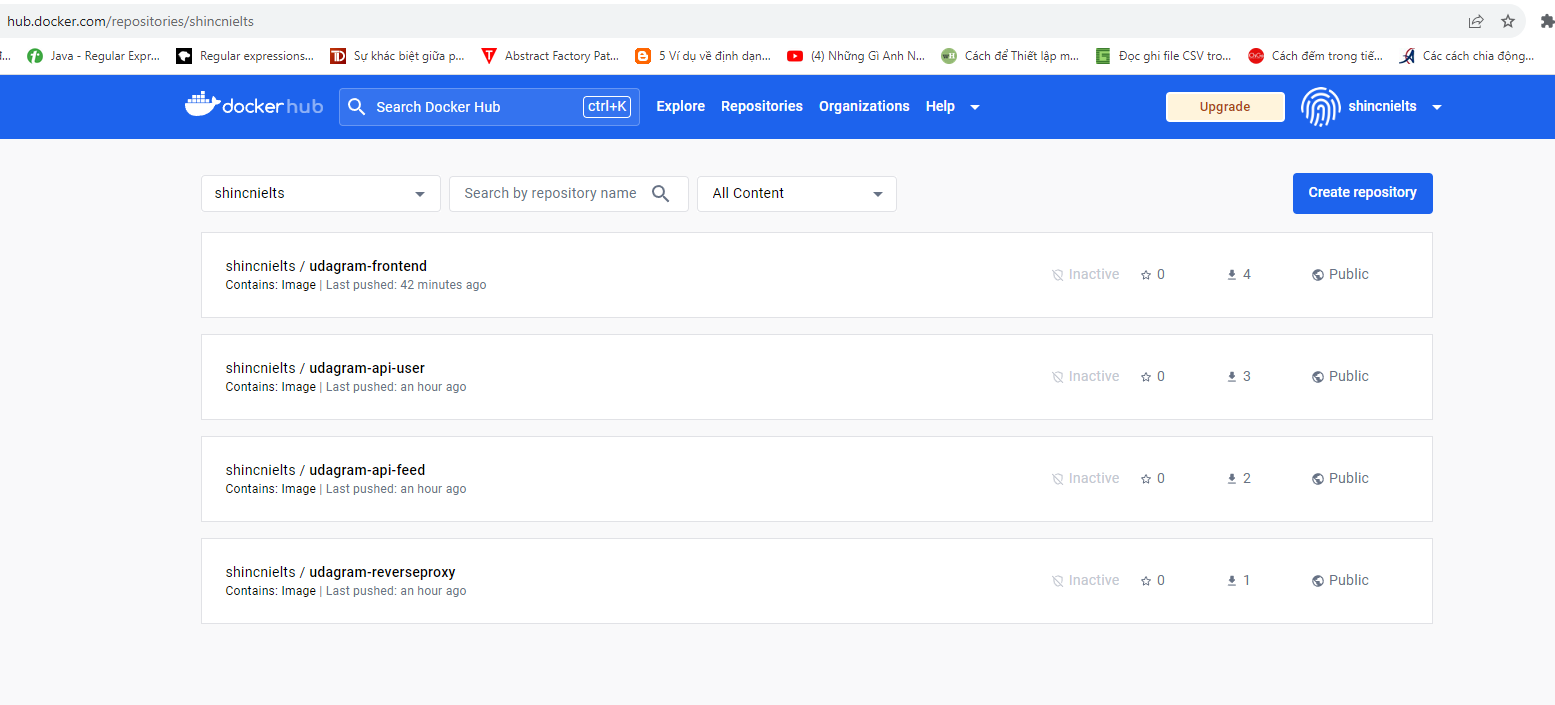 hub.docker.com/repositories/shincnielts
Java - Regular Expr... Regular expressions... Sự khác biệt giữa p... Abstract Factory Pat... 5 Ví dụ về định dạn... (4) Những Gì Anh N... Cách để Thiết lập m... Đọc ghi file CSV tro... Cách đếm trong tiế... Các cách chia động...
docker hub Search Docker Hub ctrl+K Explore Repositories Organizations Help Upgrade shincnielts
shincnielts Search by repository name All Content Create repository
shincnielts / udagram-frontend
Contains: Image | Last pushed: 42 minutes ago
Inactive 0 4 Public
shincnielts / udagram-api-user
Contains: Image | Last pushed: an hour ago
Inactive 0 3 Public
shincnielts / udagram-api-feed
Contains: Image | Last pushed: an hour ago
Inactive 0 2 Public
shincnielts / udagram-reverseproxy
Contains: Image | Last pushed: an hour ago
Inactive 0 1 Public